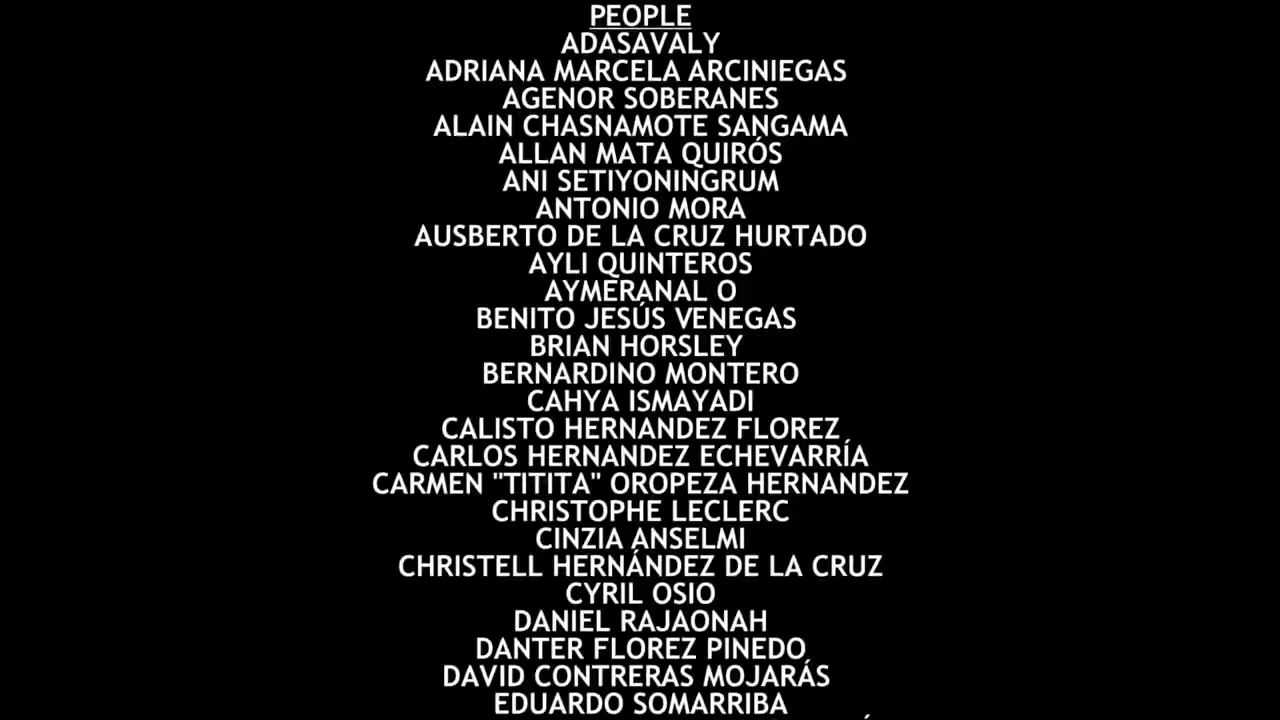 PEOPLE
ADASAVALY
ADRIANA MARCELA ARCINIEGAS
AGENOR SOBERANES
ALAIN CHASNAMOTE SANGAMA
ALLAN MATA QUIRÓS
ANI SETIYONINGRUM
ANTONIO MORA
AUSBERTO DE LA CRUZ HURTADO
AYLI QUINTEROS
AYMERANAL O
BENITO JESÚS VENEGAS
BRIAN HORSLEY
BERNARDINO MONTERO
CAHYA ISMAYADI
CALISTO HERNANDEZ FLOREZ
CARLOS HERNANDEZ ECHEVARRÍA
CARMEN "TITITA" OROPEZA HERNANDEZ
CHRISTOPHE LECLERC
CINZIA ANSELMI
CHRISTELL HERNÁNDEZ DE LA CRUZ
CYRIL OSIO
DANIEL RAJAONAH
DANTER FLOREZ PINEDO
DAVID CONTRERAS MOJARÁS
EDUARDO SOMARRIBA